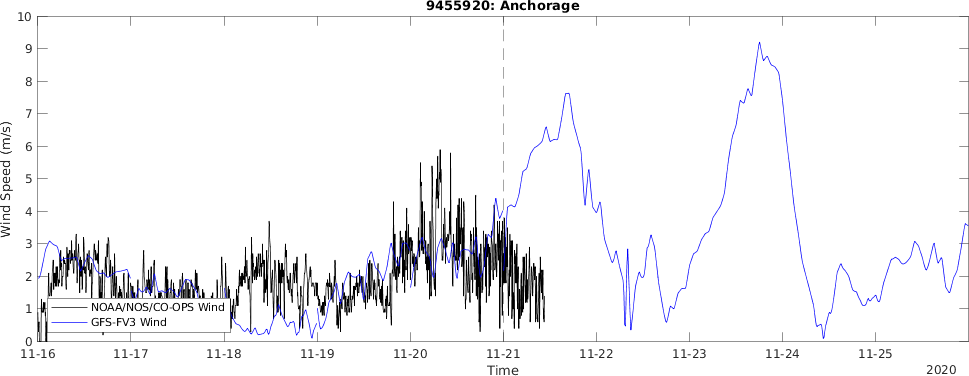 9455920: Anchorage
10
9
8
7
6
5
4
3
2
1
0
Wind Speed (m/s)
NOAA/NOS/CO-OPS Wind
GFS-FV3 Wind
11-16 11-17 11-18 11-19 11-20 11-21 11-22 11-23 11-24 11-25
Time
2020